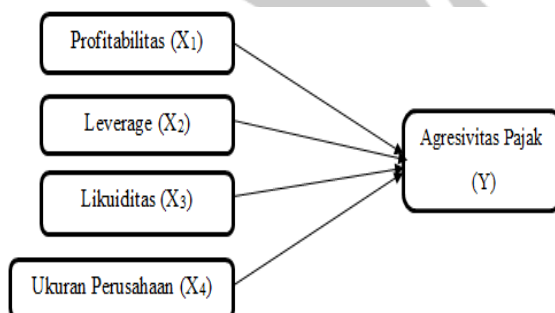 Profitabilitas (X1)
Leverage (X2)
Likuiditas (X3)
Ukuran Perusahaan (X4)
Agresivitas Pajak
(Y)